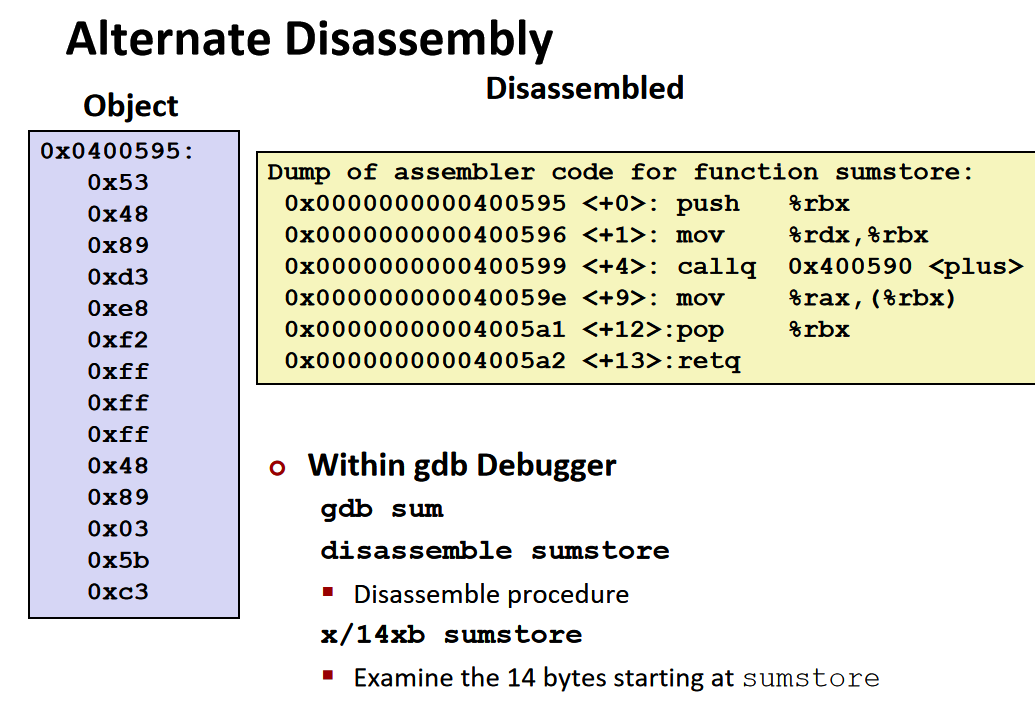 Alternate Disassembly
Disassembled
Object
0x0400595:
0x53
0x48
0x89
0xd3
0xe8
0xf2
0xff
0xff
0xff
0x48
0x89
0x03
0x5b
0xc3
Dump of assembler code for function sumstore:
0x0000000000400595 <+0>: push %rbx
0x0000000000400596 <+1>: mov %rdx,%rbx
0x0000000000400599 <+4>: callq 0x400590 <plus>
0x000000000040059e <+9>: mov %rax,(%rbx)
0x00000000004005a1 <+12>:pop %rbx
0x00000000004005a2 <+13>:retq
Within gdb Debugger
gdb sum
disassemble sumstore
Disassemble procedure
x/14xb sumstore
Examine the 14 bytes starting at sumstore